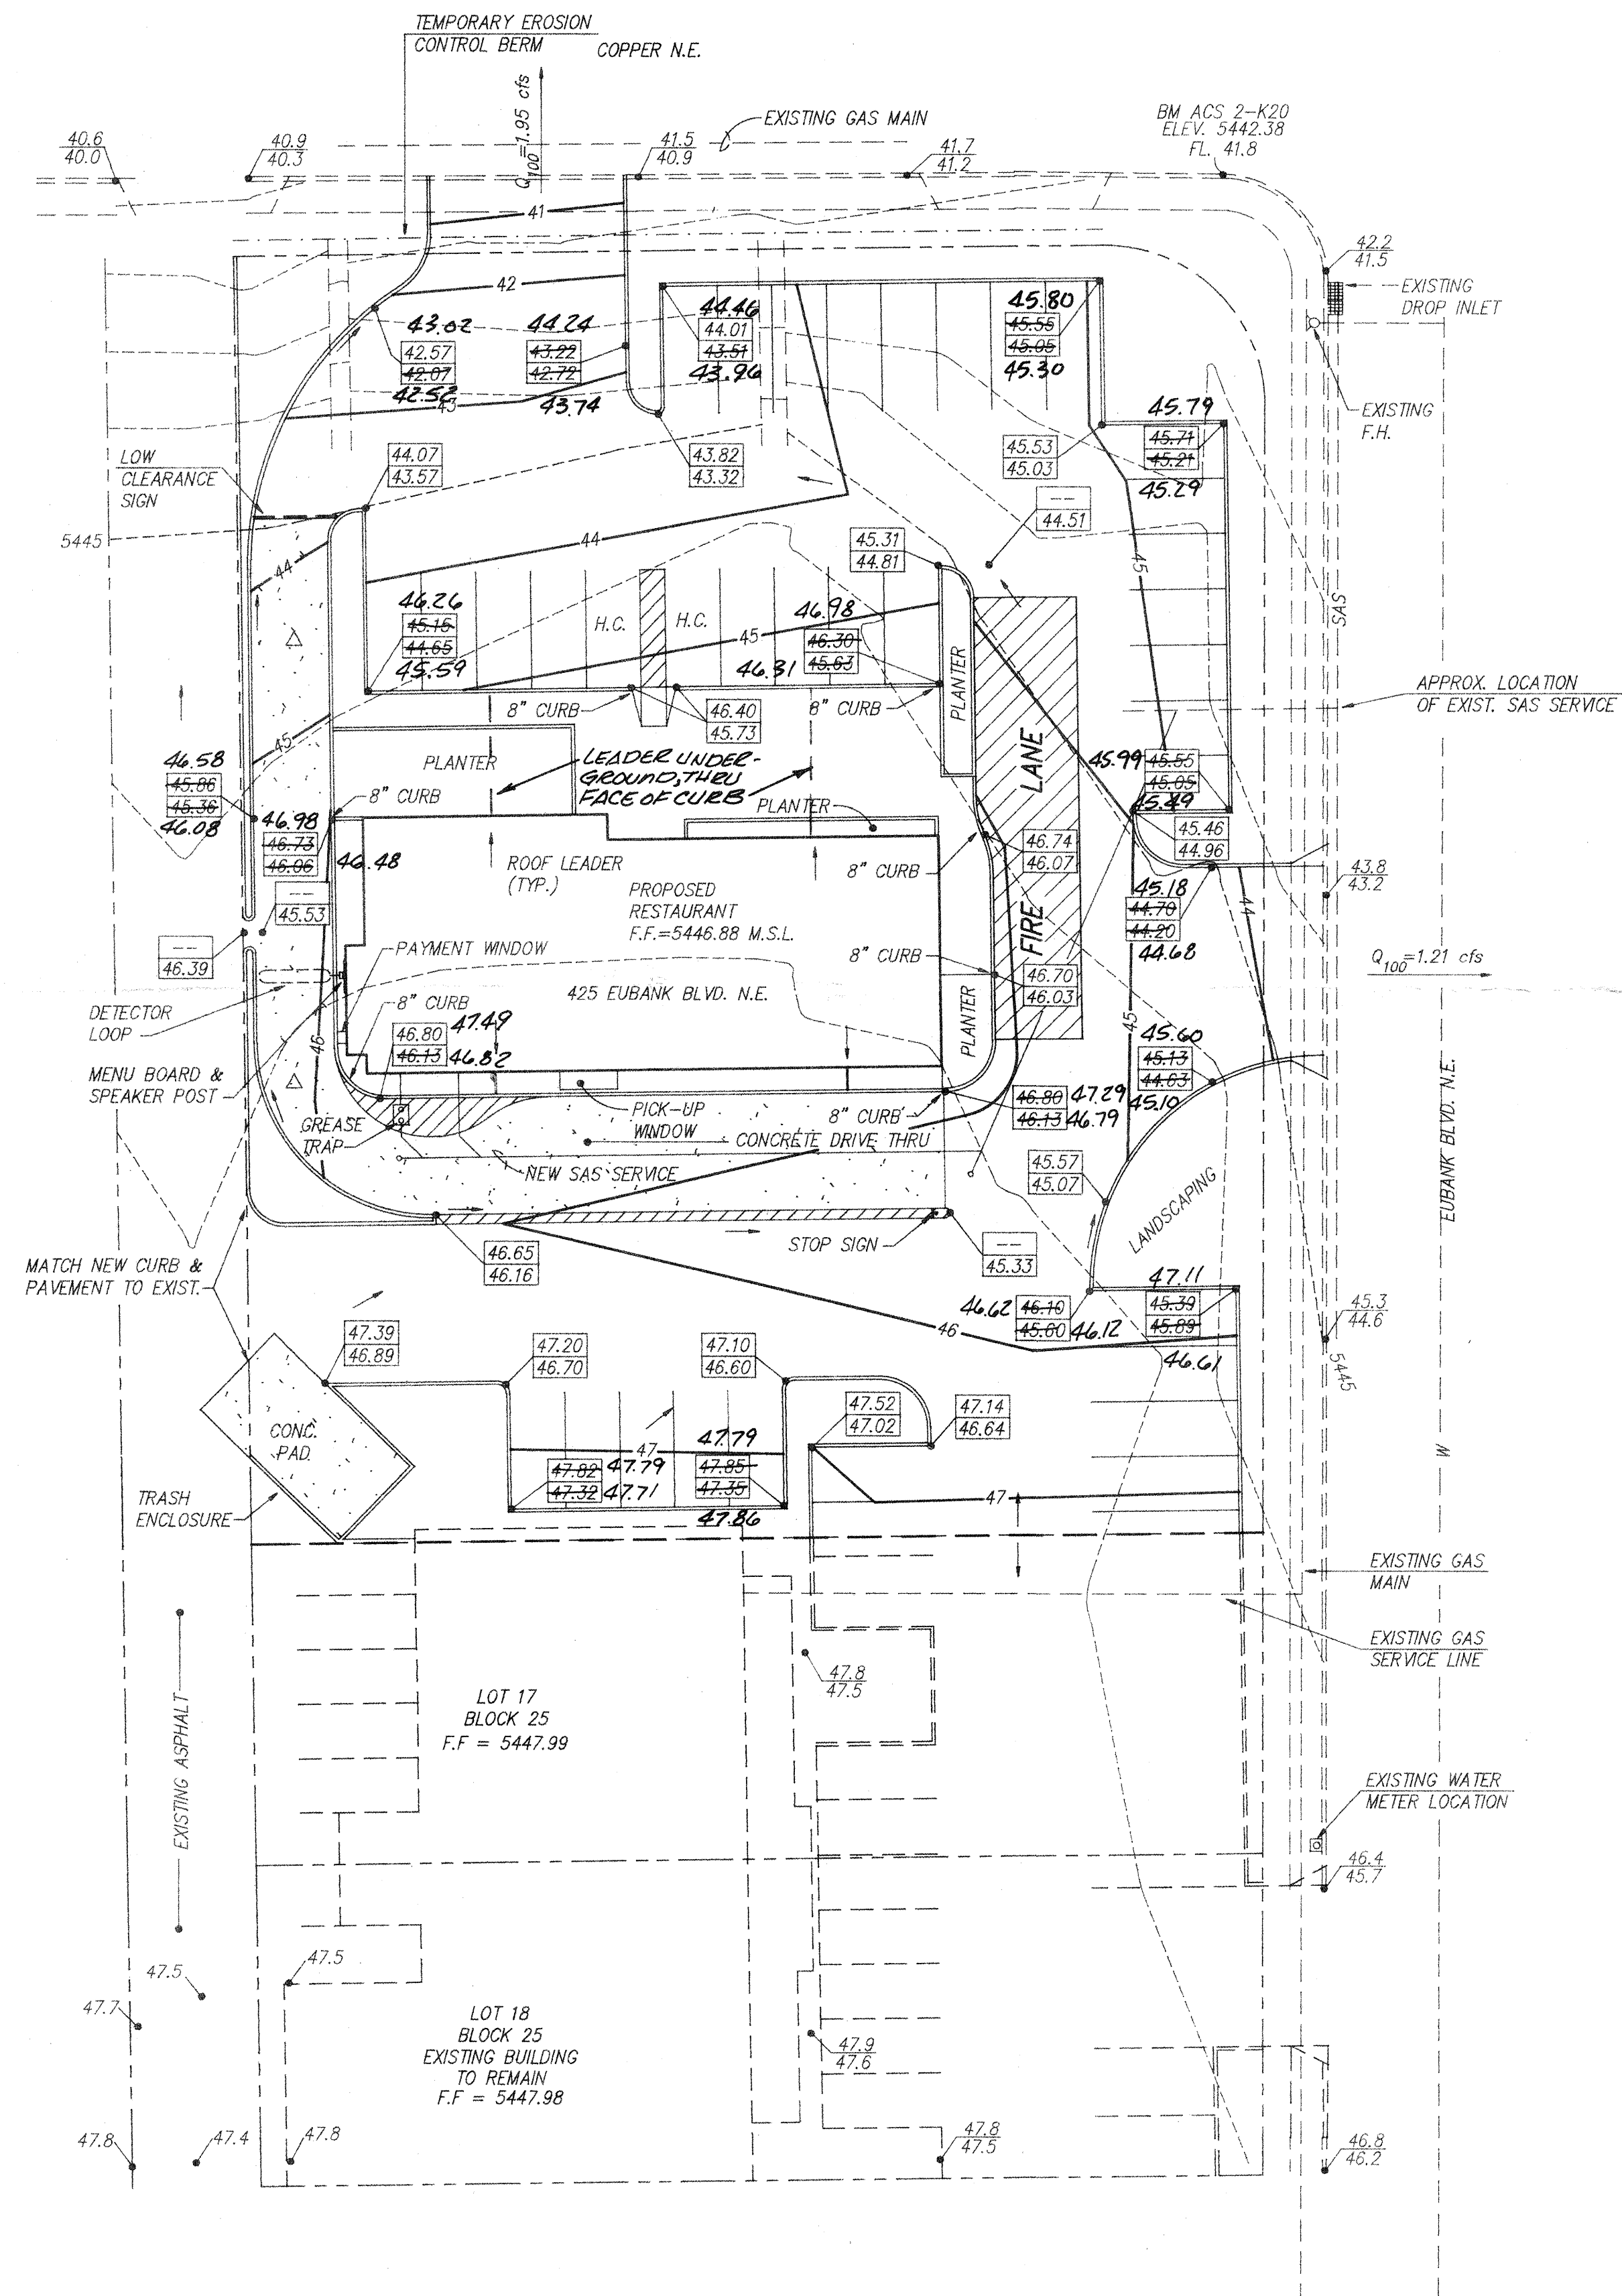 TEMPORARY EROSION
CONTROL BERM
COPPER N.E.
Q100=1.95 cfs
EXISTING GAS MAIN
BM ACS 2-K20
ELEV. 5442.38
FL. 41.8
40.6
40.0
40.9
40.3
41.5
40.9
41.7
41.2
41
42.2
41.5
EXISTING
DROP INLET
42
43.02
42.57
42.07
42.52
43
44.24
43.22
42.72
43.74
44.46
44.01
43.51
43.96
45.80
45.55
45.05
45.30
EXISTING
F.H.
45.79
45.71
45.21
45.29
LOW
CLEARANCE
SIGN
44.07
43.57
43.82
43.32
45.53
45.03
--
44.51
5445
44
44
45.31
44.81
45
SAS
46.26
45.15
44.65
45.59
H.C.
H.C.
46.98
46.30
45.63
46.31
45
PLANTER
8" CURB
46.40
45.73
8" CURB
APPROX. LOCATION
OF EXIST. SAS SERVICE
45
PLANTER
LEADER UNDER-
GROUND, THRU
FACE OF CURB
FIRE LANE
46.58
45.86
45.36
46.08
8" CURB
PLANTER
45.99
45.55
45.05
45.49
45.46
44.96
46.98
46.73
46.06
46.48
ROOF LEADER
(TYP.)
8" CURB
46.74
46.07
43.8
43.2
--
45.53
PROPOSED
RESTAURANT
F.F.=5446.88 M.S.L.
45.18
44.70
44.20
44.68
44
--
46.39
PAYMENT WINDOW
8" CURB
46.70
46.03
Q100=1.21 cfs
DETECTOR
LOOP
8" CURB
425 EUBANK BLVD. N.E.
PLANTER
46
46.80
46.13
47.49
46.82
45
45.60
45.13
44.63
45.10
MENU BOARD &
SPEAKER POST
EUBANK BLVD. N.E.
GREASE
TRAP
PICK-UP
WINDOW
8" CURB
46.80
46.13
47.29
46.79
CONCRETE DRIVE THRU
NEW SAS SERVICE
45.57
45.07
LANDSCAPING
STOP SIGN
--
45.33
MATCH NEW CURB &
PAVEMENT TO EXIST.
46.65
46.16
47.11
45.39
45.89
46.61
46.62
46.10
45.60
46.12
46
45.3
44.6
5445
47.39
46.89
47.20
46.70
47.10
46.60
CONC.
PAD.
47.52
47.02
47.14
46.64
47
47.79
47.82
47.32
47.79
47.71
47.85
47.35
47.86
W
TRASH
ENCLOSURE
47
EXISTING GAS
MAIN
EXISTING GAS
SERVICE LINE
47.8
47.5
LOT 17
BLOCK 25
F.F = 5447.99
EXISTING ASPHALT
EXISTING WATER
METER LOCATION
46.4
45.7
47.5
47.5
47.7
LOT 18
BLOCK 25
EXISTING BUILDING
TO REMAIN
F.F = 5447.98
47.9
47.6
47.8
47.4
47.8
47.8
47.5
46.8
46.2